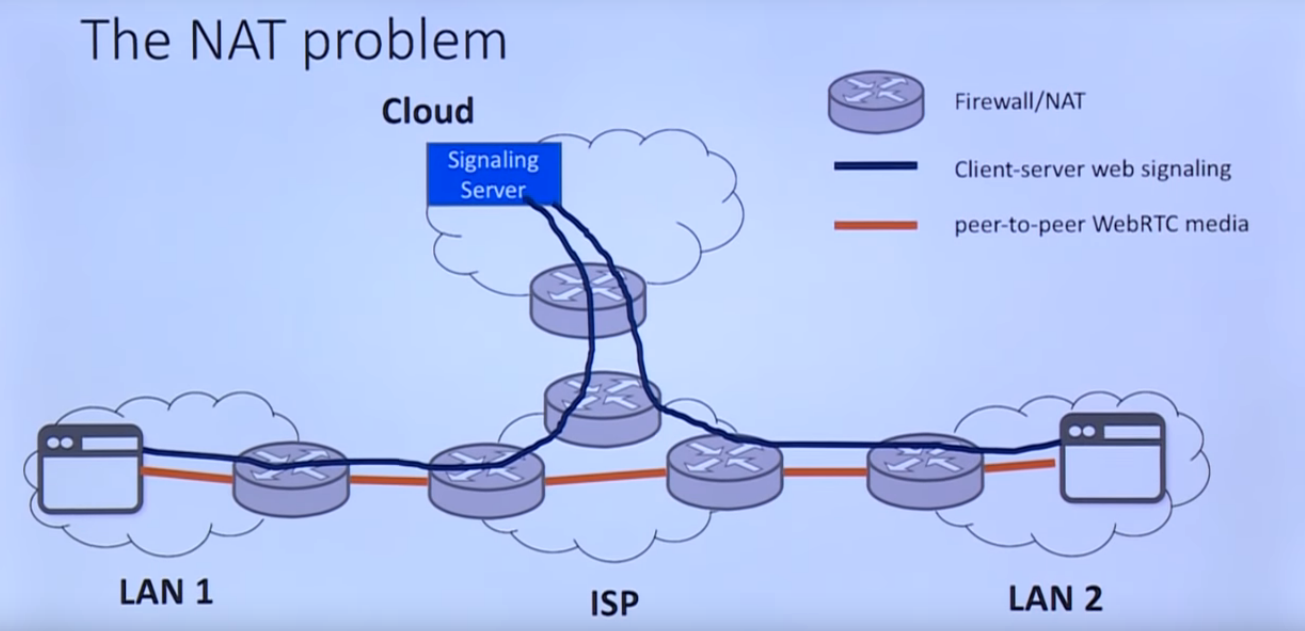 The NAT problem
Cloud
Signaling
Server
Firewall/NAT
Client-server web signaling
peer-to-peer WebRTC media
LAN 1
ISP
LAN 2